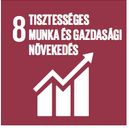 8 TISZTESSÉGES
MUNKA ÉS GAZDASÁGI
NÖVEKEDÉS